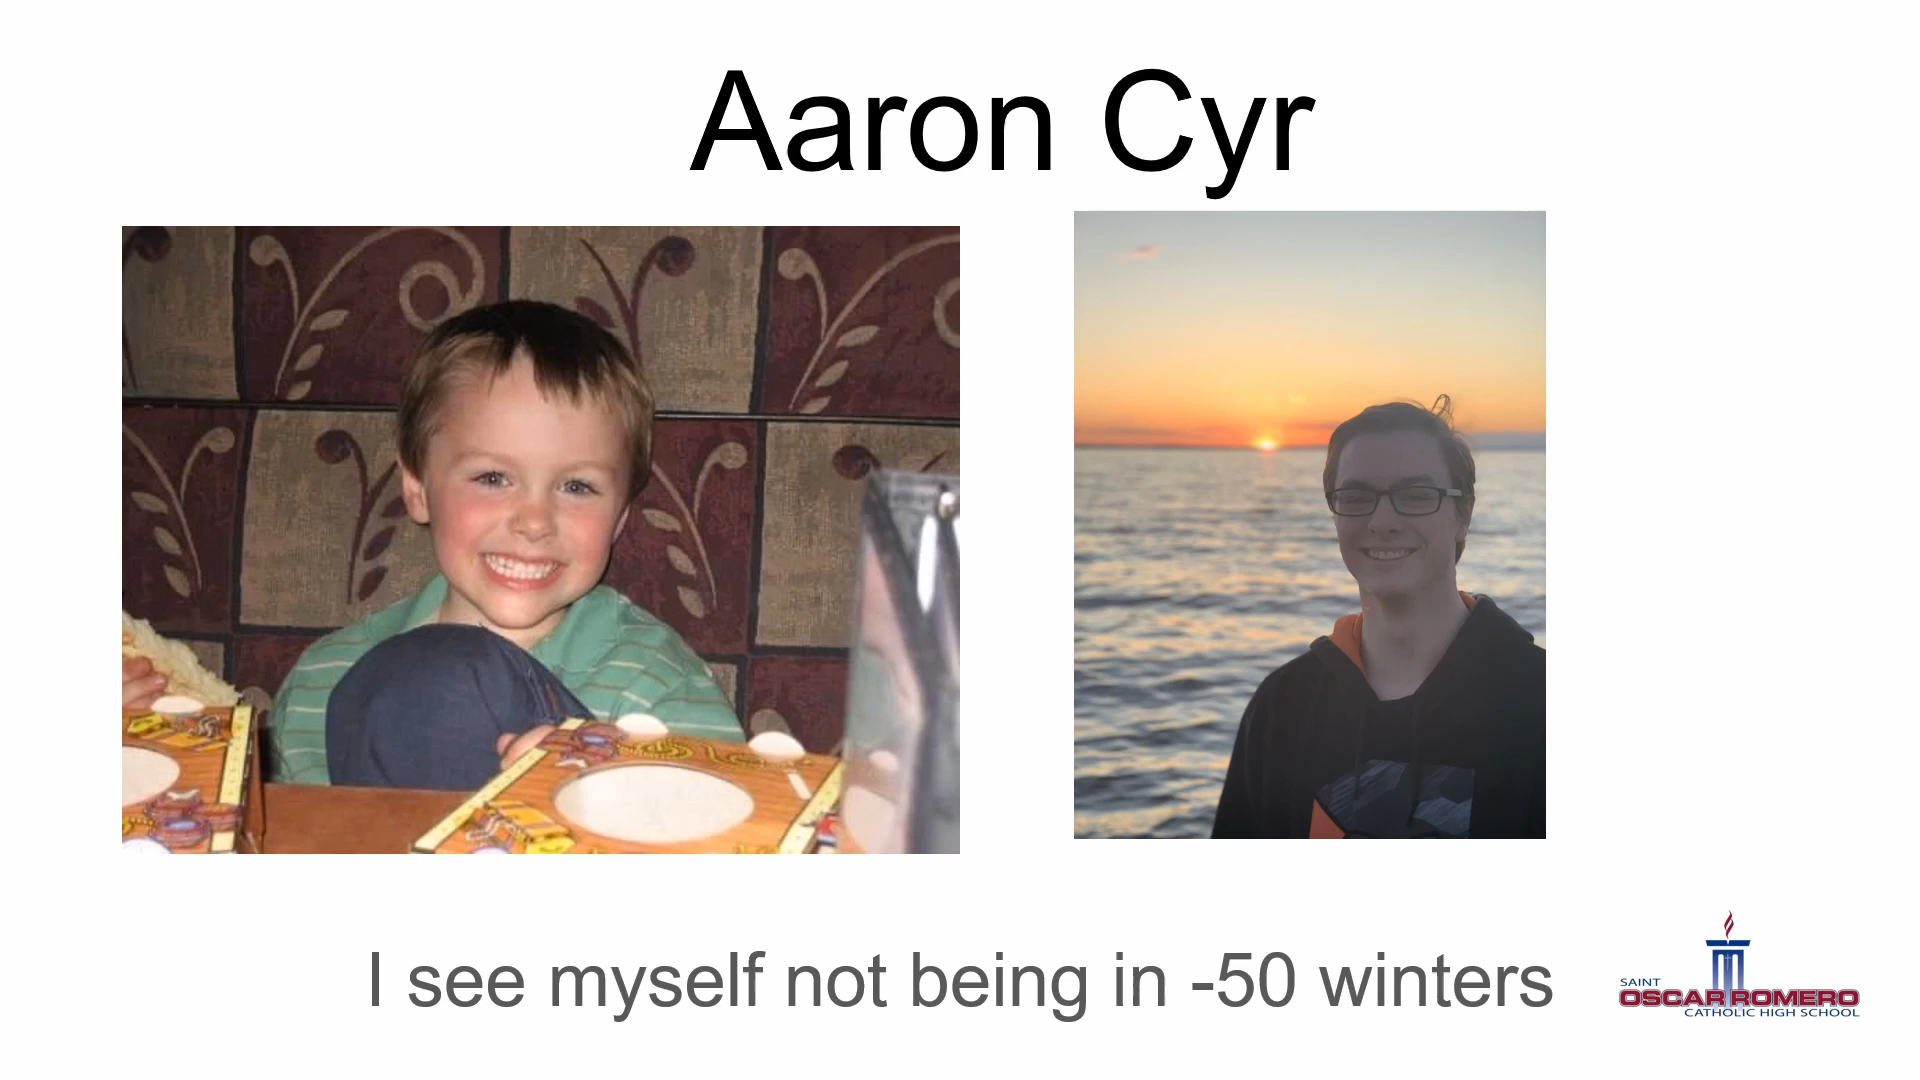 Aaron Cyr
I see myself not being in -50 winters
SAINT
OSCAR ROMERO
CATHOLIC HIGH SCHOOL